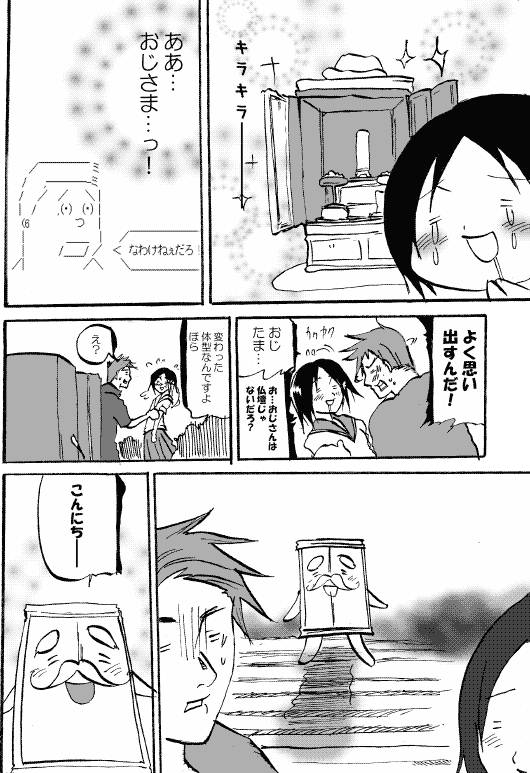 キラキラ
ああ…
おじさま…っ！
なわけねぇだろ
よく思い
出すんだ！
カクカク
おじ
たま…
お…おじさんは
仏壇じゃ
ないだろ？
変わった
体型なんですよ
ほら
え？
こんにちー